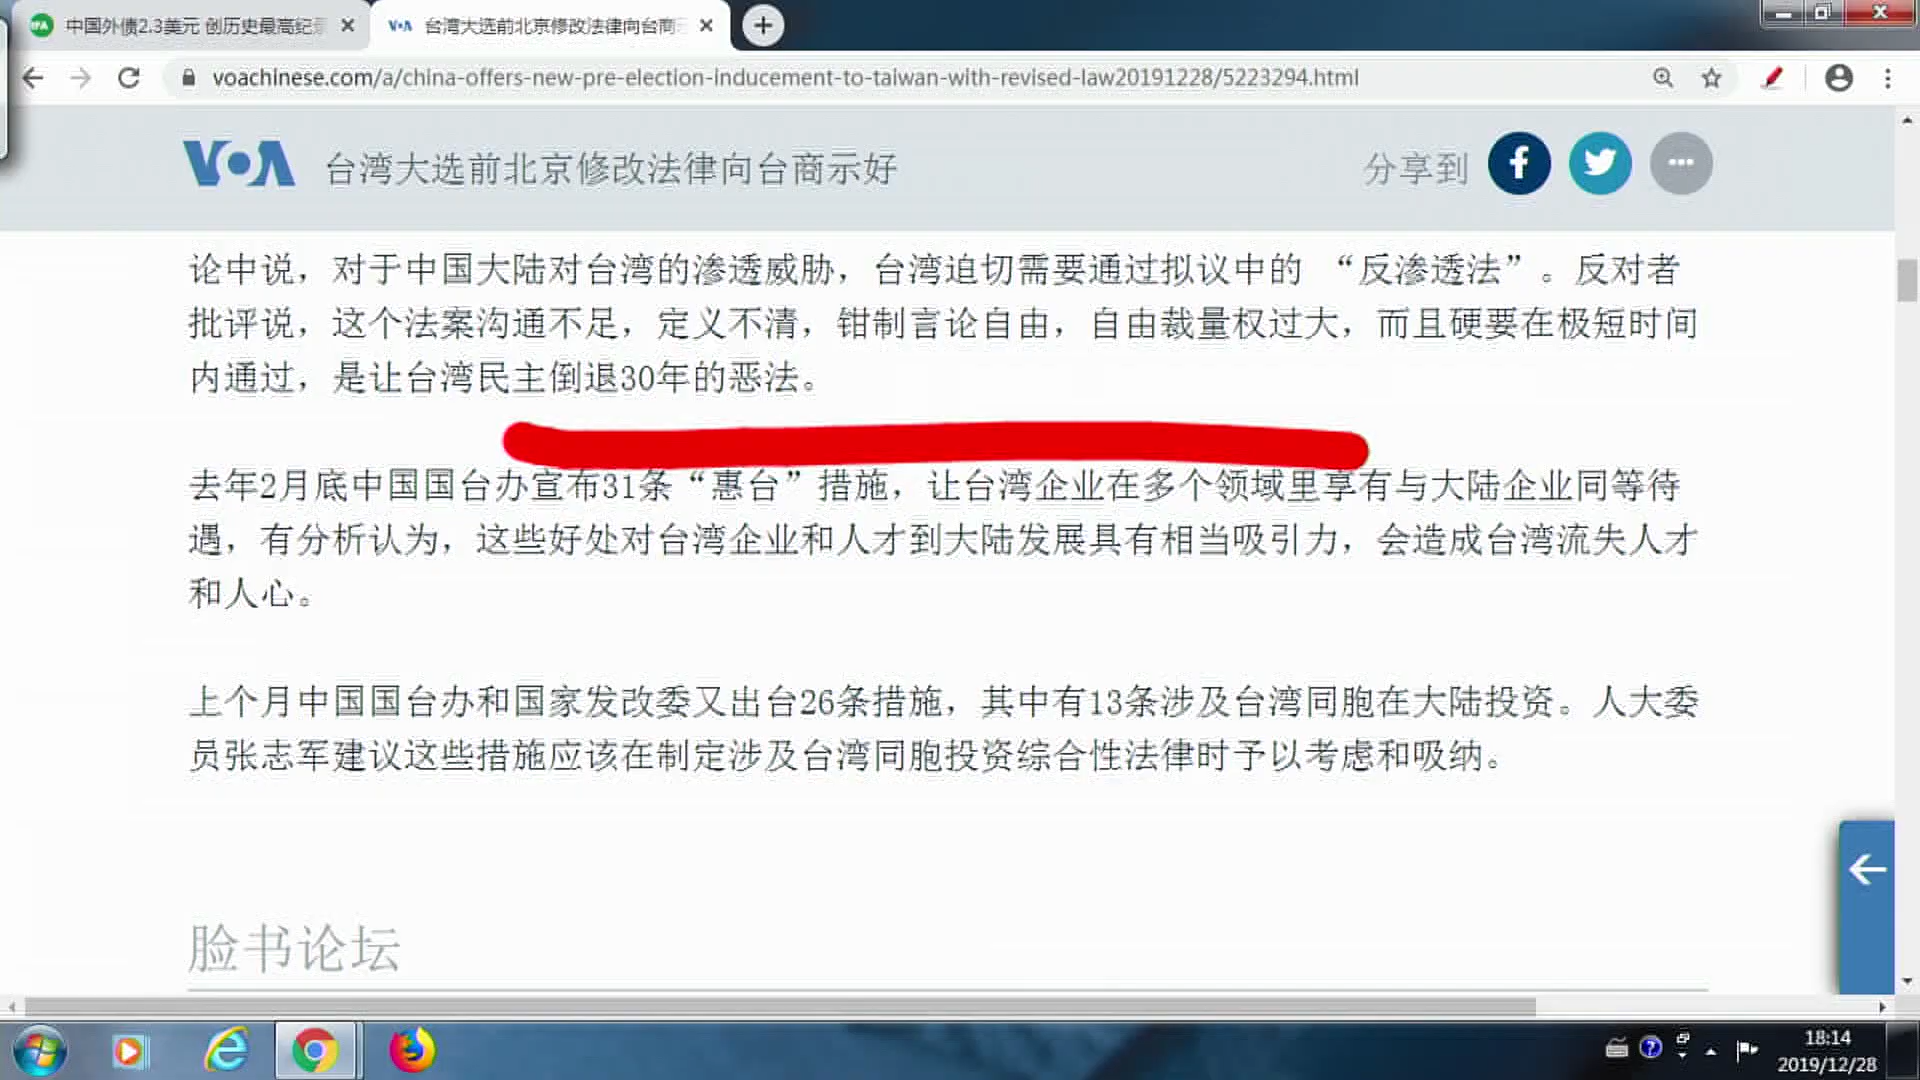 中国外债2.3美元 创历史最高纪录
台湾大选前北京修改法律向台商示
voachinese.com/a/china-offers-new-pre-election-inducement-to-taiwan-with-revised-law20191228/5223294.html
VOA 台湾大选前北京修改法律向台商示好 分享到
论中说，对于中国大陆对台湾的渗透威胁，台湾迫切需要通过拟议中的 “反渗透法”。反对者
批评说，这个法案沟通不足，定义不清，钳制言论自由，自由裁量权过大，而且硬要在极短时间
内通过，是让台湾民主倒退30年的恶法。
去年2月底中国国台办宣布31条“惠台”措施，让台湾企业在多个领域里享有与大陆企业同等待
遇，有分析认为，这些好处对台湾企业和人才到大陆发展具有相当吸引力，会造成台湾流失人才
和人心。
上个月中国国台办和国家发改委又出台26条措施，其中有13条涉及台湾同胞在大陆投资。人大委
员张志军建议这些措施应该在制定涉及台湾同胞投资综合性法律时予以考虑和吸纳。
脸书论坛
18:14
2019/12/28